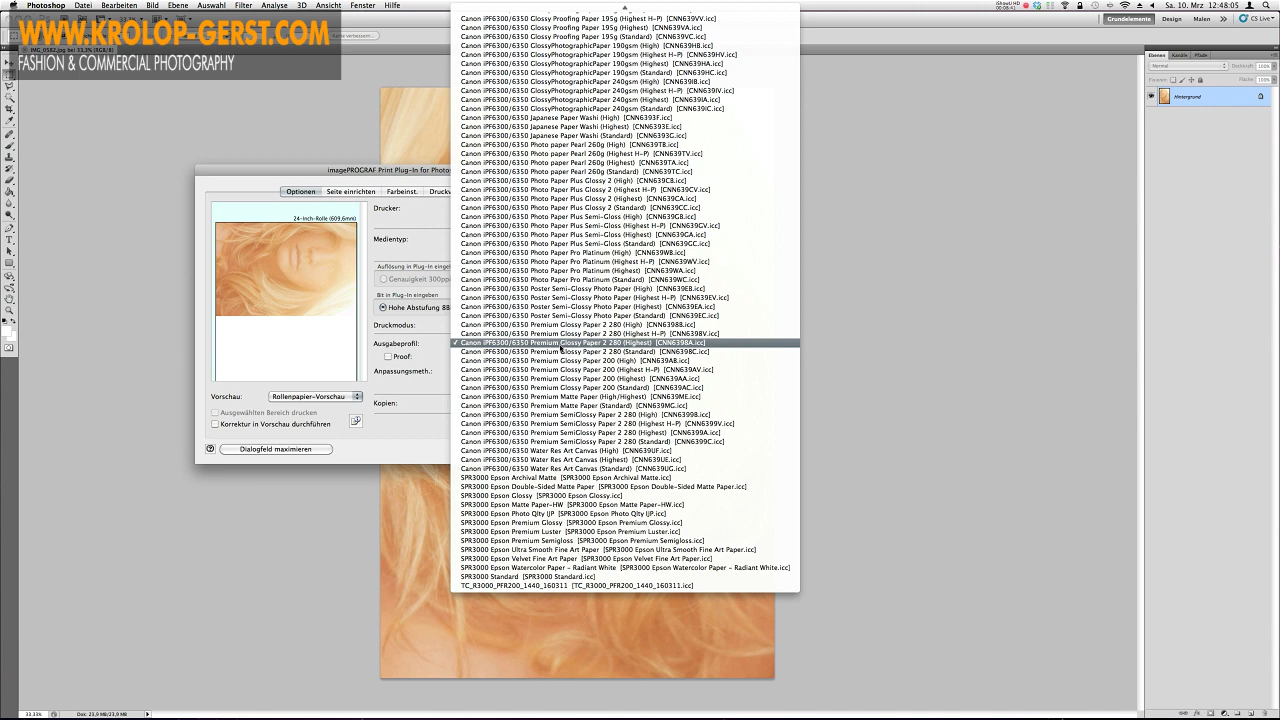 Photoshop Datei Bearbeiten Bild Ebene Auswahl Filter Analyse 3D Ansicht Fenster
Sa. 10. Mrz 12:48:05
WWW.KROLOP-GERST.COM
FASHION & COMMERCIAL PHOTOGRAPHY
Grundelemente Design Malen CS Live
Ebenen Kanäle Pfade
Normal Deckkraft: 100%
Fläche: 100%
Hintergrund
imagePROGRAF Print Plug-In for Photo
Optionen Seite einrichten Farbeinst. Druckv
24-Inch-Rolle (609,6mm)
Drucker:
Medientyp:
Auflösung in Plug-In eingeb
Genauigkeit 300pp
Bit in Plug-In eingeben
Hohe Abstufung 8B
Druckmodus:
Ausgabeprofil:
Proof:
Anpassungsmeth.:
Kopien:
Vorschau: Rollenpapier-Vorschau
Ausgewählten Bereich drucken
Korrektur in Vorschau durchführen
Dialogfeld maximieren
Canon iPF6300/6350 Glossy Proofing Paper 195g (Highest H-P) [CNN639VV.icc]
Canon iPF6300/6350 Glossy Proofing Paper 195g (Highest) [CNN639VA.icc]
Canon iPF6300/6350 Glossy Proofing Paper 195g (Standard) [CNN639VC.icc]
Canon iPF6300/6350 GlossyPhotographicPaper 190gsm (High) [CNN639HB.icc]
Canon iPF6300/6350 GlossyPhotographicPaper 190gsm (Highest H-P) [CNN639HV.icc]
Canon iPF6300/6350 GlossyPhotographicPaper 190gsm (Highest) [CNN639HA.icc]
Canon iPF6300/6350 GlossyPhotographicPaper 190gsm (Standard) [CNN639HC.icc]
Canon iPF6300/6350 GlossyPhotographicPaper 240gsm (High) [CNN639IB.icc]
Canon iPF6300/6350 GlossyPhotographicPaper 240gsm (Highest H-P) [CNN639IV.icc]
Canon iPF6300/6350 GlossyPhotographicPaper 240gsm (Highest) [CNN639IA.icc]
Canon iPF6300/6350 GlossyPhotographicPaper 240gsm (Standard) [CNN639IC.icc]
Canon iPF6300/6350 Japanese Paper Washi (High) [CNN6393F.icc]
Canon iPF6300/6350 Japanese Paper Washi (Highest) [CNN6393E.icc]
Canon iPF6300/6350 Japanese Paper Washi (Standard) [CNN6393G.icc]
Canon iPF6300/6350 Photo paper Pearl 260g (High) [CNN639TB.icc]
Canon iPF6300/6350 Photo paper Pearl 260g (Highest H-P) [CNN639TV.icc]
Canon iPF6300/6350 Photo paper Pearl 260g (Highest) [CNN639TA.icc]
Canon iPF6300/6350 Photo paper Pearl 260g (Standard) [CNN639TC.icc]
Canon iPF6300/6350 Photo Paper Plus Glossy 2 (High) [CNN639CB.icc]
Canon iPF6300/6350 Photo Paper Plus Glossy 2 (Highest H-P) [CNN639CV.icc]
Canon iPF6300/6350 Photo Paper Plus Glossy 2 (Highest) [CNN639CA.icc]
Canon iPF6300/6350 Photo Paper Plus Glossy 2 (Standard) [CNN639CC.icc]
Canon iPF6300/6350 Photo Paper Plus Semi-Gloss (High) [CNN639GB.icc]
Canon iPF6300/6350 Photo Paper Plus Semi-Gloss (Highest H-P) [CNN639GV.icc]
Canon iPF6300/6350 Photo Paper Plus Semi-Gloss (Highest) [CNN639GA.icc]
Canon iPF6300/6350 Photo Paper Plus Semi-Gloss (Standard) [CNN639GC.icc]
Canon iPF6300/6350 Photo Paper Pro Platinum (High) [CNN639WB.icc]
Canon iPF6300/6350 Photo Paper Pro Platinum (Highest H-P) [CNN639WV.icc]
Canon iPF6300/6350 Photo Paper Pro Platinum (Highest) [CNN639WA.icc]
Canon iPF6300/6350 Photo Paper Pro Platinum (Standard) [CNN639WC.icc]
Canon iPF6300/6350 Poster Semi-Glossy Photo Paper (High) [CNN639EB.icc]
Canon iPF6300/6350 Poster Semi-Glossy Photo Paper (Highest H-P) [CNN639EV.icc]
Canon iPF6300/6350 Poster Semi-Glossy Photo Paper (Highest) [CNN639EA.icc]
Canon iPF6300/6350 Poster Semi-Glossy Photo Paper (Standard) [CNN639EC.icc]
Canon iPF6300/6350 Premium Glossy Paper 2 280 (High) [CNN6398B.icc]
Canon iPF6300/6350 Premium Glossy Paper 2 280 (Highest H-P) [CNN6398V.icc]
Canon iPF6300/6350 Premium Glossy Paper 2 280 (Highest) [CNN6398A.icc]
Canon iPF6300/6350 Premium Glossy Paper 2 280 (Standard) [CNN6398C.icc]
Canon iPF6300/6350 Premium Glossy Paper 200 (High) [CNN639AB.icc]
Canon iPF6300/6350 Premium Glossy Paper 200 (Highest H-P) [CNN639AV.icc]
Canon iPF6300/6350 Premium Glossy Paper 200 (Highest) [CNN639AA.icc]
Canon iPF6300/6350 Premium Glossy Paper 200 (Standard) [CNN639AC.icc]
Canon iPF6300/6350 Premium Matte Paper (High/Highest) [CNN639ME.icc]
Canon iPF6300/6350 Premium Matte Paper (Standard) [CNN639MG.icc]
Canon iPF6300/6350 Premium SemiGlossy Paper 2 280 (High) [CNN6399B.icc]
Canon iPF6300/6350 Premium SemiGlossy Paper 2 280 (Highest H-P) [CNN6399V.icc]
Canon iPF6300/6350 Premium SemiGlossy Paper 2 280 (Highest) [CNN6399A.icc]
Canon iPF6300/6350 Premium SemiGlossy Paper 2 280 (Standard) [CNN6399C.icc]
Canon iPF6300/6350 Water Res Art Canvas (High) [CNN639UF.icc]
Canon iPF6300/6350 Water Res Art Canvas (Highest) [CNN639UE.icc]
Canon iPF6300/6350 Water Res Art Canvas (Standard) [CNN639UG.icc]
SPR3000 Epson Archival Matte [SPR3000 Epson Archival Matte.icc]
SPR3000 Epson Double-Sided Matte Paper [SPR3000 Epson Double-Sided Matte Paper.icc]
SPR3000 Epson Glossy [SPR3000 Epson Glossy.icc]
SPR3000 Epson Matte Paper-HW [SPR3000 Epson Matte Paper-HW.icc]
SPR3000 Epson Photo Qlty IJP [SPR3000 Epson Photo Qlty IJP.icc]
SPR3000 Epson Premium Glossy [SPR3000 Epson Premium Glossy.icc]
SPR3000 Epson Premium Luster [SPR3000 Epson Premium Luster.icc]
SPR3000 Epson Premium Semigloss [SPR3000 Epson Premium Semigloss.icc]
SPR3000 Epson Ultra Smooth Fine Art Paper [SPR3000 Epson Ultra Smooth Fine Art Paper.icc]
SPR3000 Epson Velvet Fine Art Paper [SPR3000 Epson Velvet Fine Art Paper.icc]
SPR3000 Epson Watercolor Paper - Radiant White [SPR3000 Epson Watercolor Paper - Radiant White.icc]
SPR3000 Standard [SPR3000 Standard.icc]
TC_R3000_PFR200_1440_160311 [TC_R3000_PFR200_1440_160311.icc]
33,33% Dok: 23,9 MB/23,9 MB